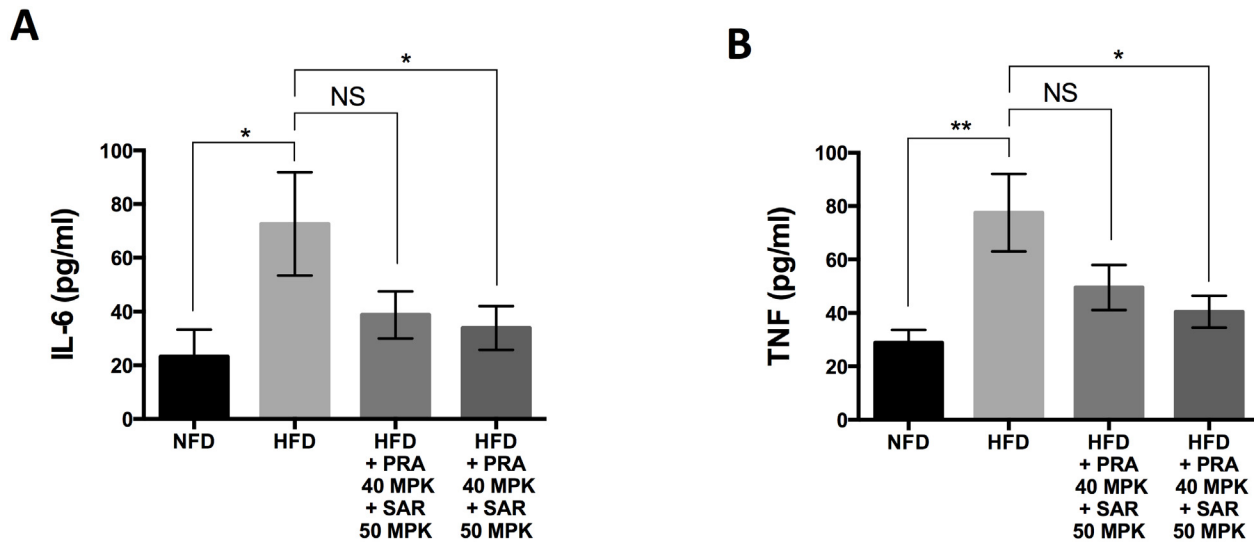 A
*
NS
*
IL-6 (pg/ml)
100
80
60
40
20
0
NFD
HFD
HFD
+ PRA
40 MPK
+ SAR
50 MPK
HFD
+ PRA
40 MPK
+ SAR
50 MPK
B
*
NS
**
TNF (pg/ml)
100
80
60
40
20
0
NFD
HFD
HFD
+ PRA
40 MPK
+ SAR
50 MPK
HFD
+ PRA
40 MPK
+ SAR
50 MPK